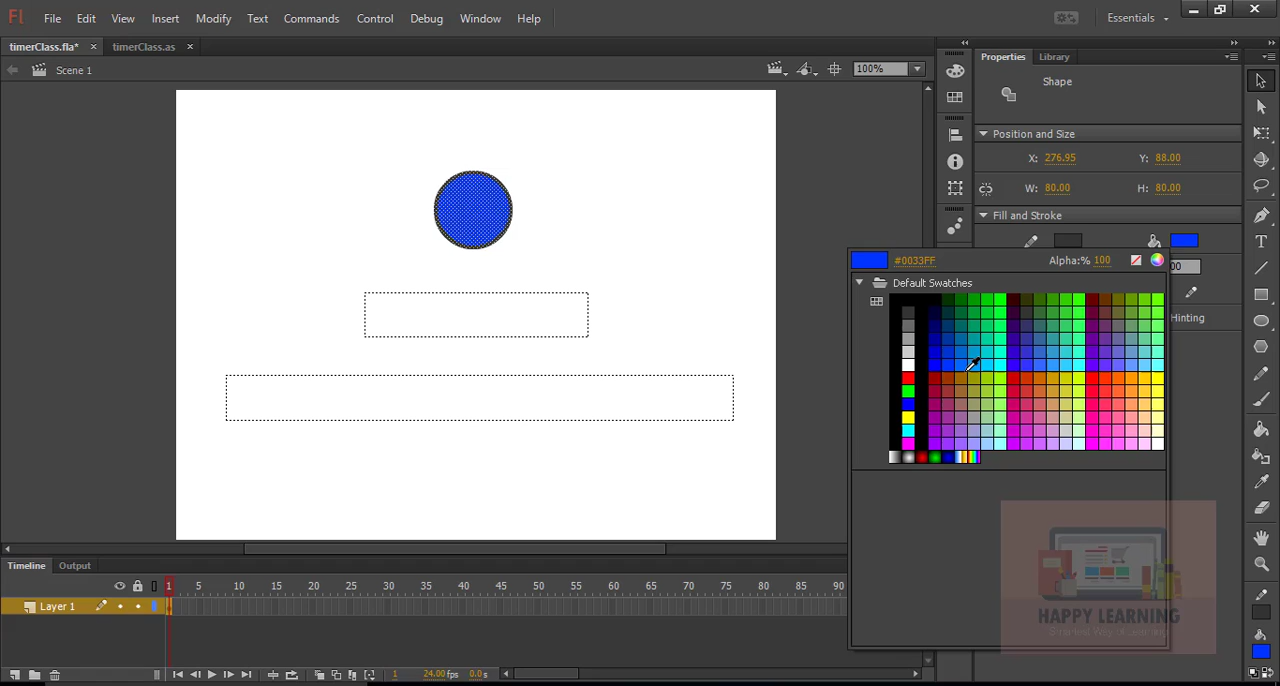 Fl File Edit View Insert Modify Text Commands Control Debug Window Help Essentials
timerClass.fla* × timerClass.as ×
Scene 1 100%
Properties Library
Shape
Position and Size
X: 276.95 Y: 88.00
W: 80.00 H: 80.00
Fill and Stroke
#0033FF Alpha:% 100
00
Default Swatches
Hinting
Timeline Output
1 5 10 15 20 25 30 35 40 45 50 55 60 65 70 75 80 85 90
Layer 1
HAPPY LEARNING
1 24.00fps 0.0s